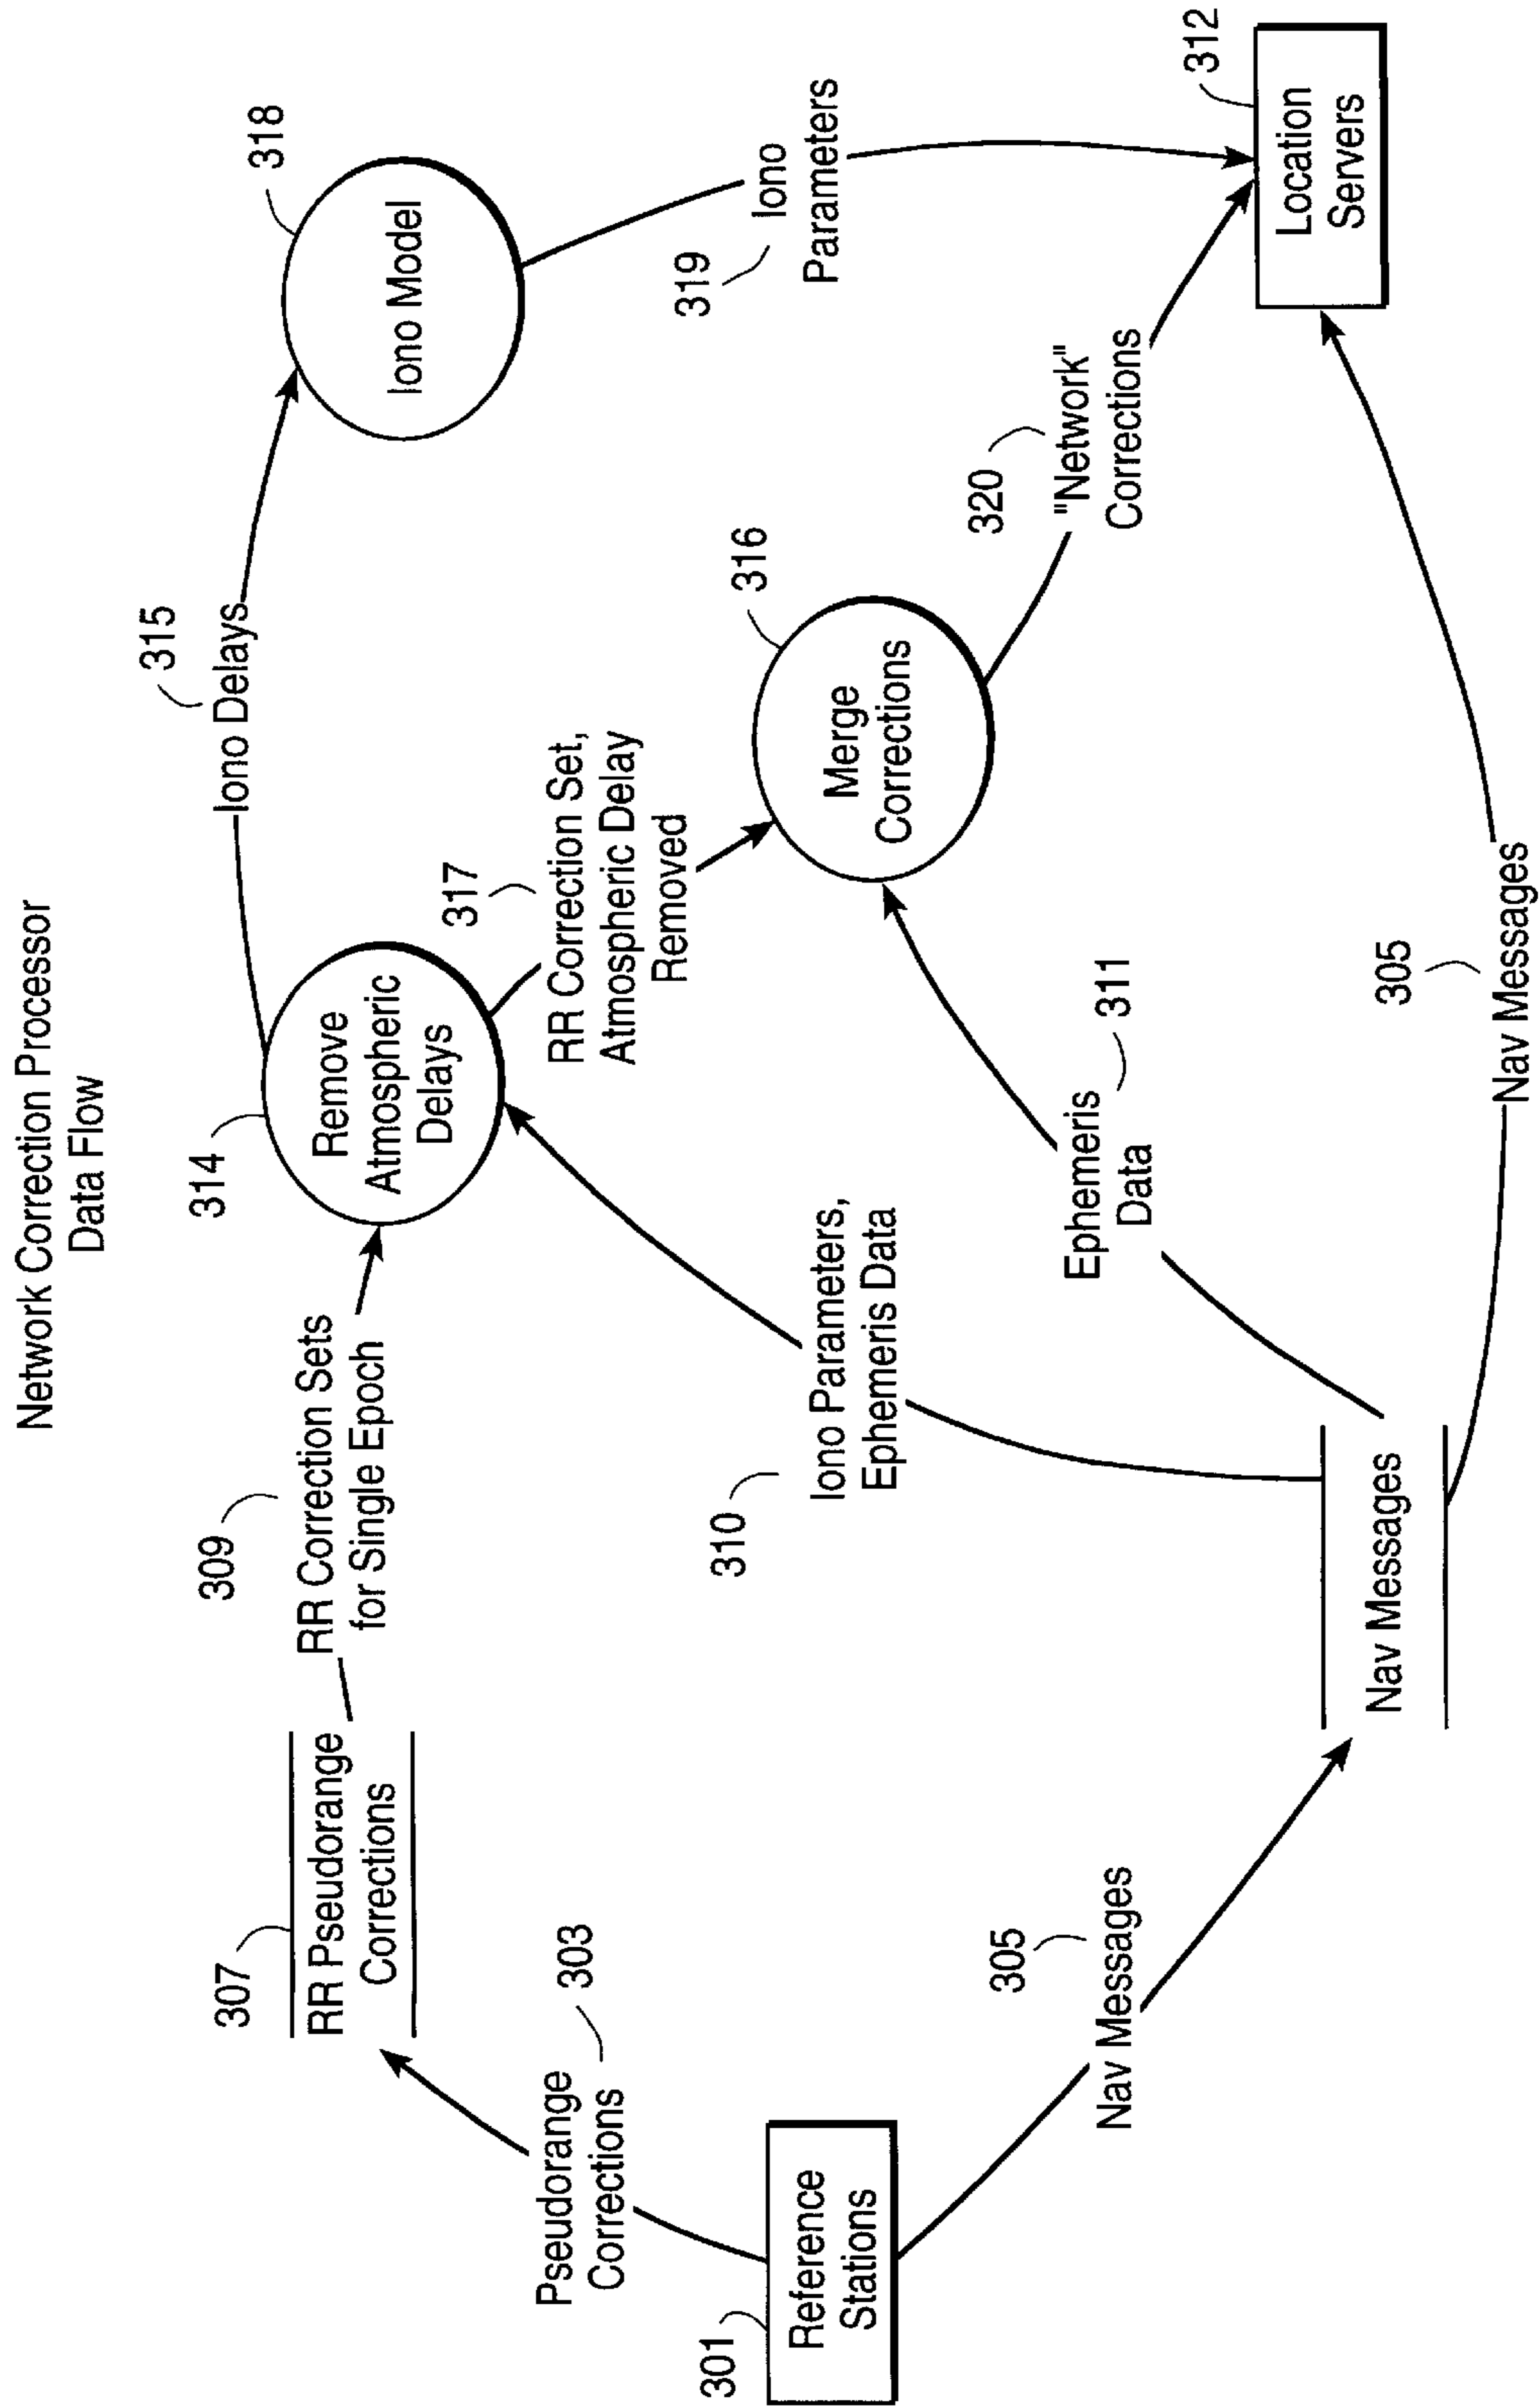 Network Correction Processor
Data Flow
307
RR Pseudorange
Corrections
309
RR Correction Sets
for Single Epoch
314
Remove
Atmospheric
Delays
315
Iono Delays
318
Iono Model
Pseudorange
Corrections
303
317
RR Correction Set,
Atmospheric Delay
Removed
319
Iono
Parameters
301
Reference
Stations
310
Iono Parameters,
Ephemeris Data
316
Merge
Corrections
320
"Network"
Corrections
305
Nav Messages
Ephemeris
Data
311
312
Location
Servers
Nav Messages
305
Nav Messages